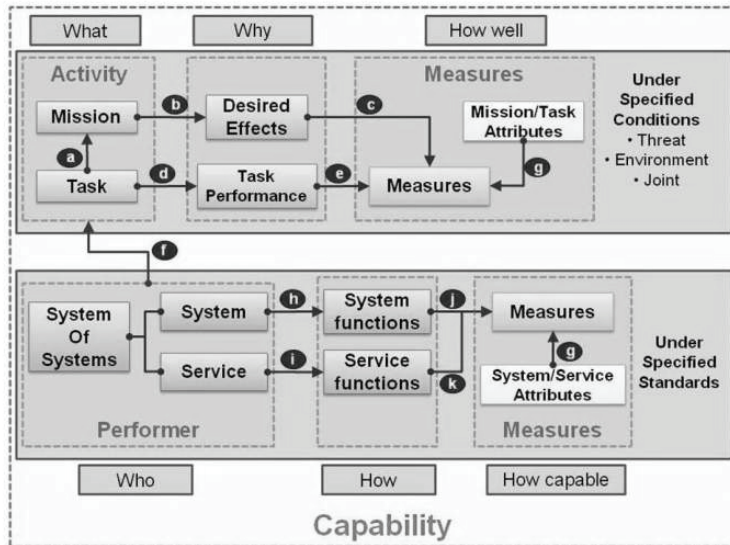 What
Why
How well
Activity
Measures
Mission
b
Desired
Effects
c
Mission/Task
Attributes
a
Task
d
Task
Performance
e
Measures
g
Under
Specified
Conditions
• Threat
• Environment
• Joint
f
System
Of
Systems
System
h
System
functions
j
Measures
Service
i
Service
functions
k
g
System/Service
Attributes
Under
Specified
Standards
Performer
Measures
Who
How
How capable
Capability